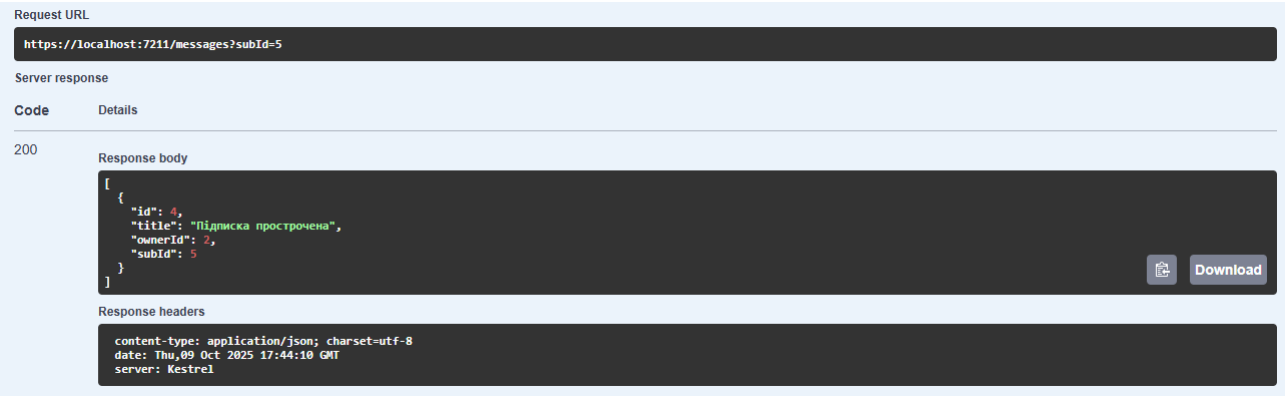 Request URL
https://localhost:7211/messages?subId=5
Server response
Code Details
200
Response body
[
{
"id": 4,
"title": "Підписка прострочена",
"ownerId": 2,
"subId": 5
}
]
Download
Response headers
content-type: application/json; charset=utf-8
date: Thu,09 Oct 2025 17:44:10 GMT
server: Kestrel